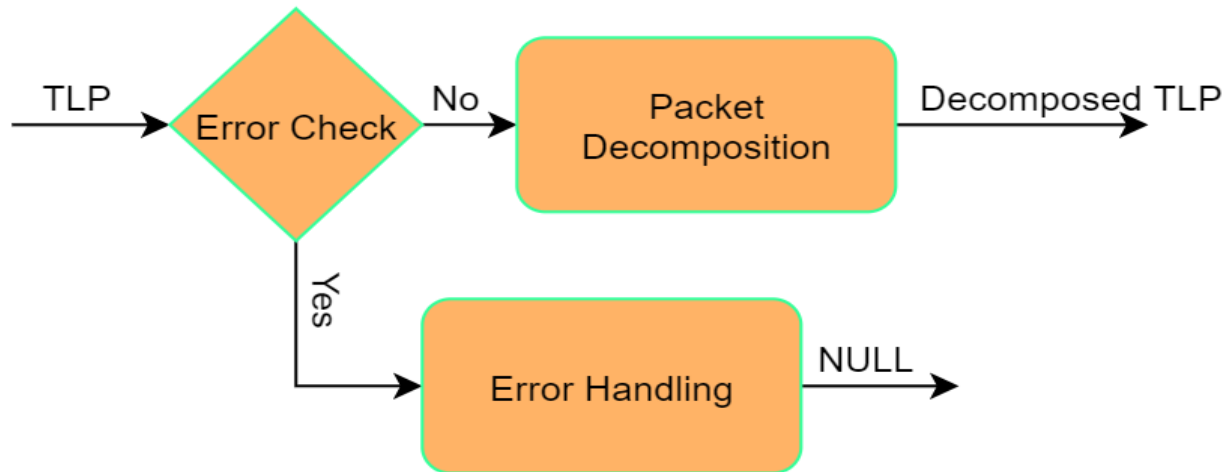 TLP
Error Check
No
Packet
Decomposition
Decomposed TLP
Yes
Error Handling
NULL